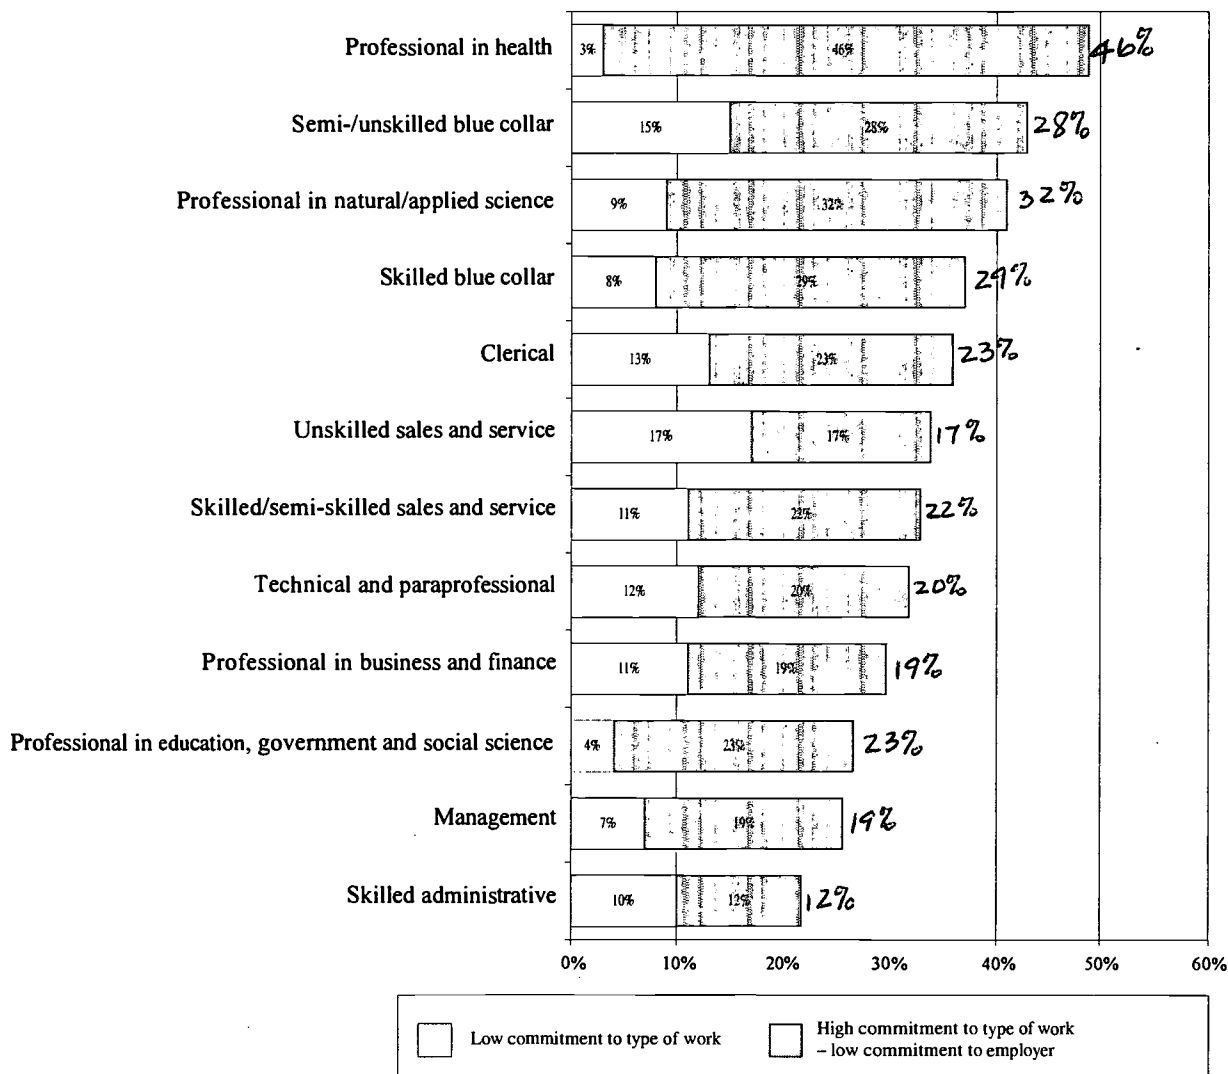 Professional in health 3% 46% 46%
Semi-/unskilled blue collar 15% 28% 28%
Professional in natural/applied science 9% 32% 32%
Skilled blue collar 8% 29% 29%
Clerical 13% 23% 23%
Unskilled sales and service 17% 17% 17%
Skilled/semi-skilled sales and service 11% 22% 22%
Technical and paraprofessional 12% 20% 20%
Professional in business and finance 11% 19% 19%
Professional in education, government and social science 4% 23% 23%
Management 7% 19% 19%
Skilled administrative 10% 12% 12%
0% 10% 20% 30% 40% 50% 60%
Low commitment to type of work
High commitment to type of work
– low commitment to employer